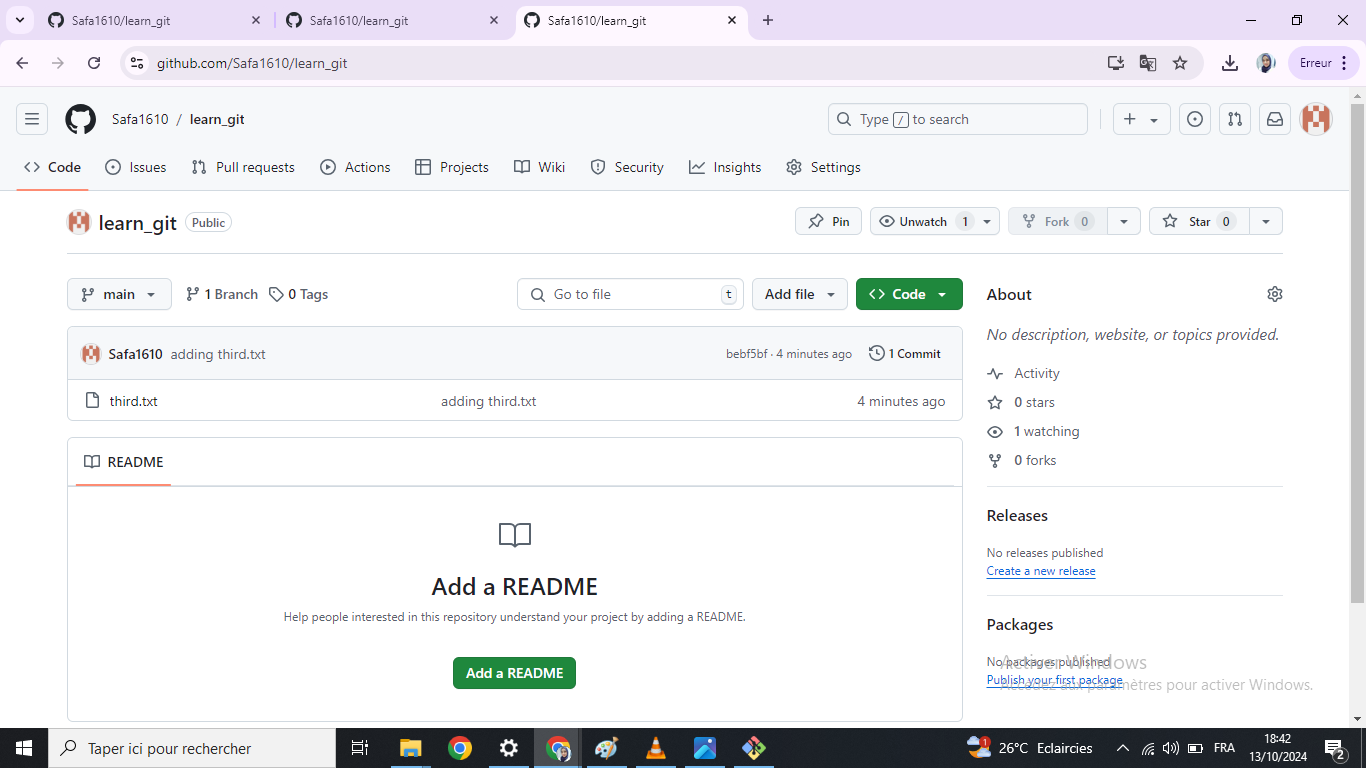 Safa1610/learn_git
Safa1610/learn_git
Safa1610/learn_git
github.com/Safa1610/learn_git
Erreur
Safa1610 / learn_git
Type / to search
Code
Issues
Pull requests
Actions
Projects
Wiki
Security
Insights
Settings
learn_git Public
Pin
Unwatch 1
Fork 0
Star 0
main
1 Branch
0 Tags
Go to file t
Add file
Code
Safa1610 adding third.txt bebf5bf · 4 minutes ago 1 Commit
third.txt adding third.txt 4 minutes ago
README
Add a README
Help people interested in this repository understand your project by adding a README.
Add a README
About
No description, website, or topics provided.
Activity
0 stars
1 watching
0 forks
Releases
No releases published
Create a new release
Packages
No packages published
Publish your first package
Activer Windows
Accédez aux paramètres pour activer Windows.
Taper ici pour rechercher
1
26°C Eclaircies
FRA
18:42
13/10/2024
2